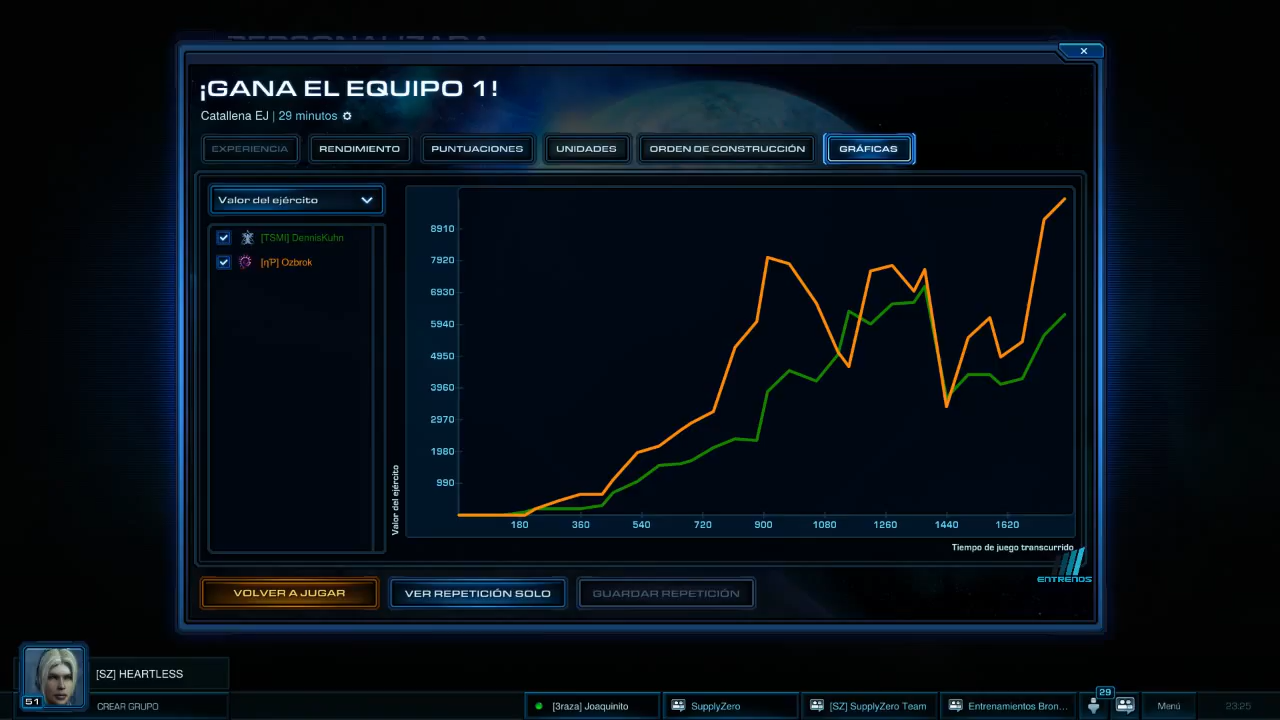 PERSONALIZADA
¡GANA EL EQUIPO 1!
Catallena EJ | 29 minutos
EXPERIENCIA
RENDIMIENTO
PUNTUACIONES
UNIDADES
ORDEN DE CONSTRUCCIÓN
GRÁFICAS
Valor del ejército
[TSMI] DennisKuhn
[ηƤ] Ozbrok
8910
7920
6930
5940
4950
3960
2970
1980
990
Valor del ejército
180
360
540
720
900
1080
1260
1440
1620
Tiempo de juego transcurrido
ENTRENOS
VOLVER A JUGAR
VER REPETICIÓN SOLO
GUARDAR REPETICIÓN
[SZ] HEARTLESS
51
CREAR GRUPO
[3raza] Joaquinito
SupplyZero
[SZ] SupplyZero Team
Entrenamientos Bron...
29
Menú
23:25